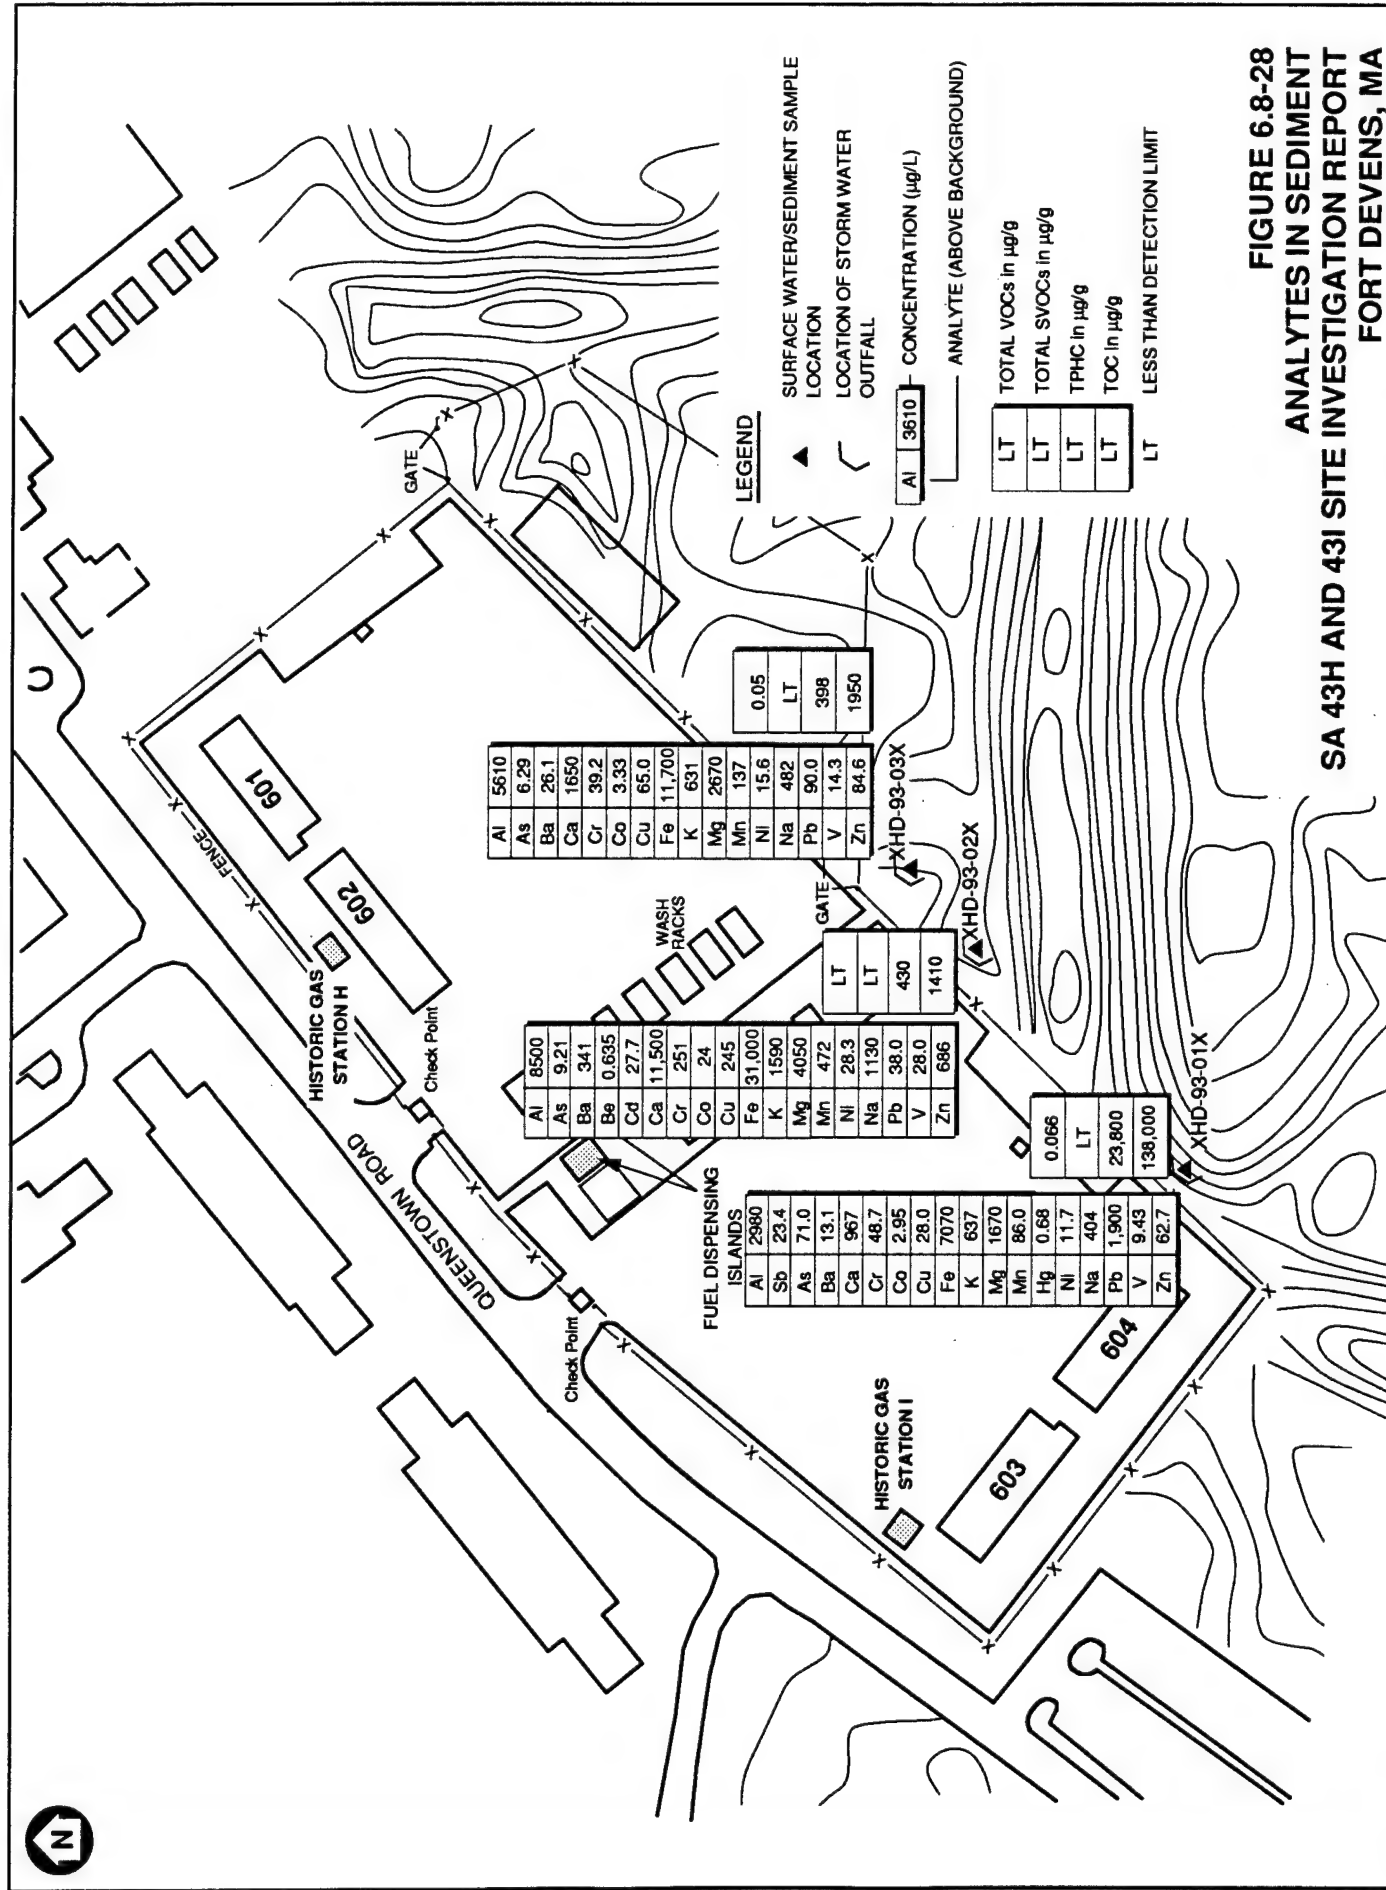 N
QUEENSTOWN ROAD
FENCE
601
602
HISTORIC GAS
STATION H
Check Point
Check Point
WASH
RACKS
GATE
GATE
FUEL DISPENSING
ISLANDS
HISTORIC GAS
STATION I
603
604
Al 5610
As 6.29
Ba 26.1
Ca 1650
Cr 39.2
Co 3.33
Cu 65.0
Fe 11,700
K 631
Mg 2670
Mn 137
Ni 15.6
Na 482
Pb 90.0
V 14.3
Zn 84.6
0.05
LT
398
1950
XHD-93-03X
Al 8500
As 9.21
Ba 341
Be 0.635
Cd 27.7
Ca 11,500
Cr 251
Co 24
Cu 245
Fe 31,000
K 1590
Mg 4050
Mn 472
Ni 28.3
Na 1130
Pb 38.0
V 28.0
Zn 686
LT
LT
430
1410
XHD-93-02X
Al 2980
Sb 23.4
As 71.0
Ba 13.1
Ca 967
Cr 48.7
Co 2.95
Cu 28.0
Fe 7070
K 637
Mg 1670
Mn 86.0
Hg 0.68
Ni 11.7
Na 404
Pb 1,900
V 9.43
Zn 62.7
0.066
LT
23,800
138,000
XHD-93-01X
LEGEND
SURFACE WATER/SEDIMENT SAMPLE
LOCATION
LOCATION OF STORM WATER
OUTFALL
Al 3610 CONCENTRATION (µg/L)
ANALYTE (ABOVE BACKGROUND)
LT TOTAL VOCs in µg/g
LT TOTAL SVOCs in µg/g
LT TPHC in µg/g
LT TOC in µg/g
LT LESS THAN DETECTION LIMIT
FIGURE 6.8-28
ANALYTES IN SEDIMENT
SA 43H AND 43I SITE INVESTIGATION REPORT
FORT DEVENS, MA